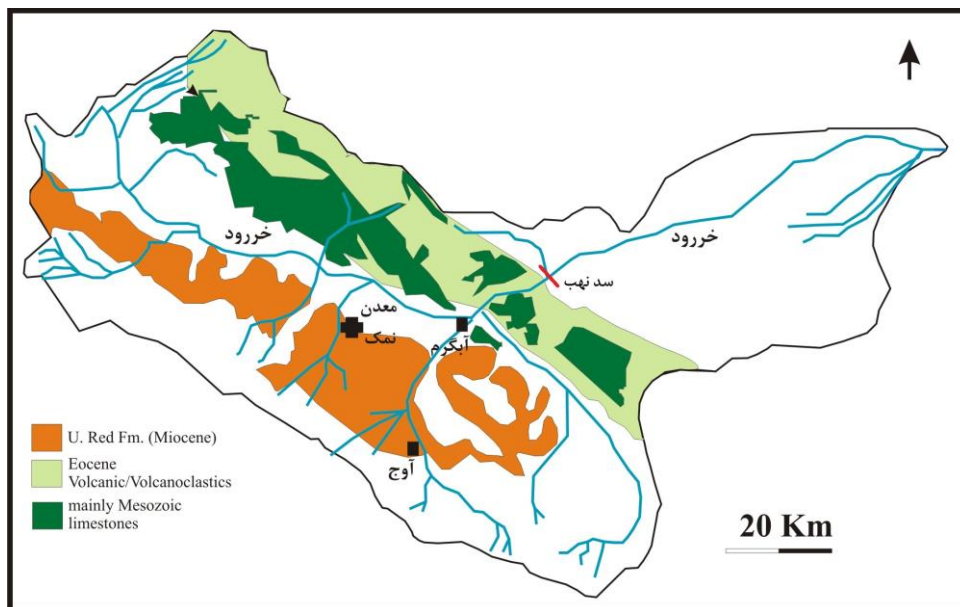 خررود
خررود
سد نهب
معدن
نمک
آبگرم
آوج
U. Red Fm. (Miocene)
Eocene
Volcanic/Volcanoclastics
mainly Mesozoic
limestones
20 Km